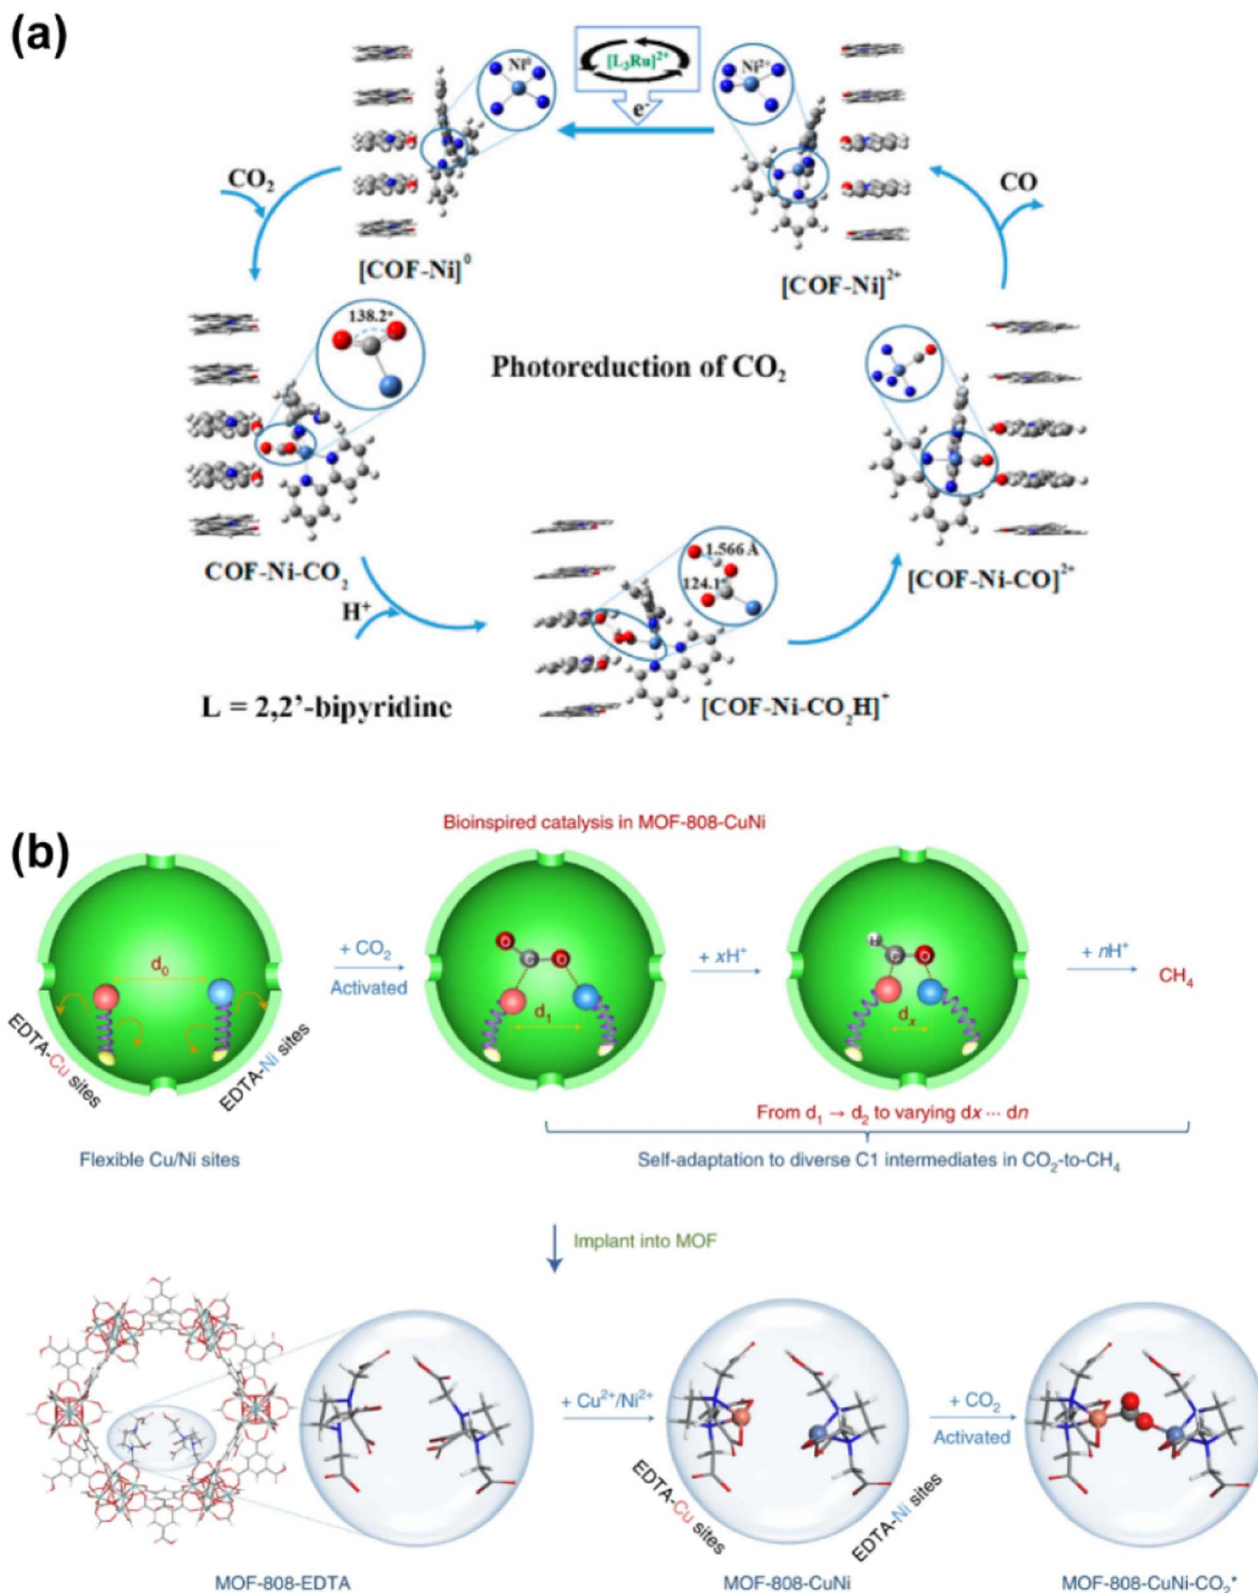 (a)
Ni⁰
[L₃Ru]²⁺
e⁻
Ni²⁺
CO₂
CO
[COF-Ni]⁰
[COF-Ni]²⁺
138.2°
Photoreduction of CO₂
COF-Ni-CO₂
H⁺
1.566 Å
124.1°
[COF-Ni-CO]²⁺
L = 2,2’-bipyridine
[COF-Ni-CO₂H]⁺
Bioinspired catalysis in MOF-808-CuNi
(b)
d₀
EDTA-Cu sites
EDTA-Ni sites
+ CO₂
Activated
O C O
d₁
+ xH⁺
H C O
dₓ
+ nH⁺
CH₄
From d₁ → d₂ to varying dx ··· dn
Flexible Cu/Ni sites
Self-adaptation to diverse C1 intermediates in CO₂-to-CH₄
Implant into MOF
+ Cu²⁺/Ni²⁺
+ CO₂
Activated
EDTA-Cu sites
EDTA-Ni sites
MOF-808-EDTA
MOF-808-CuNi
MOF-808-CuNi-CO₂*